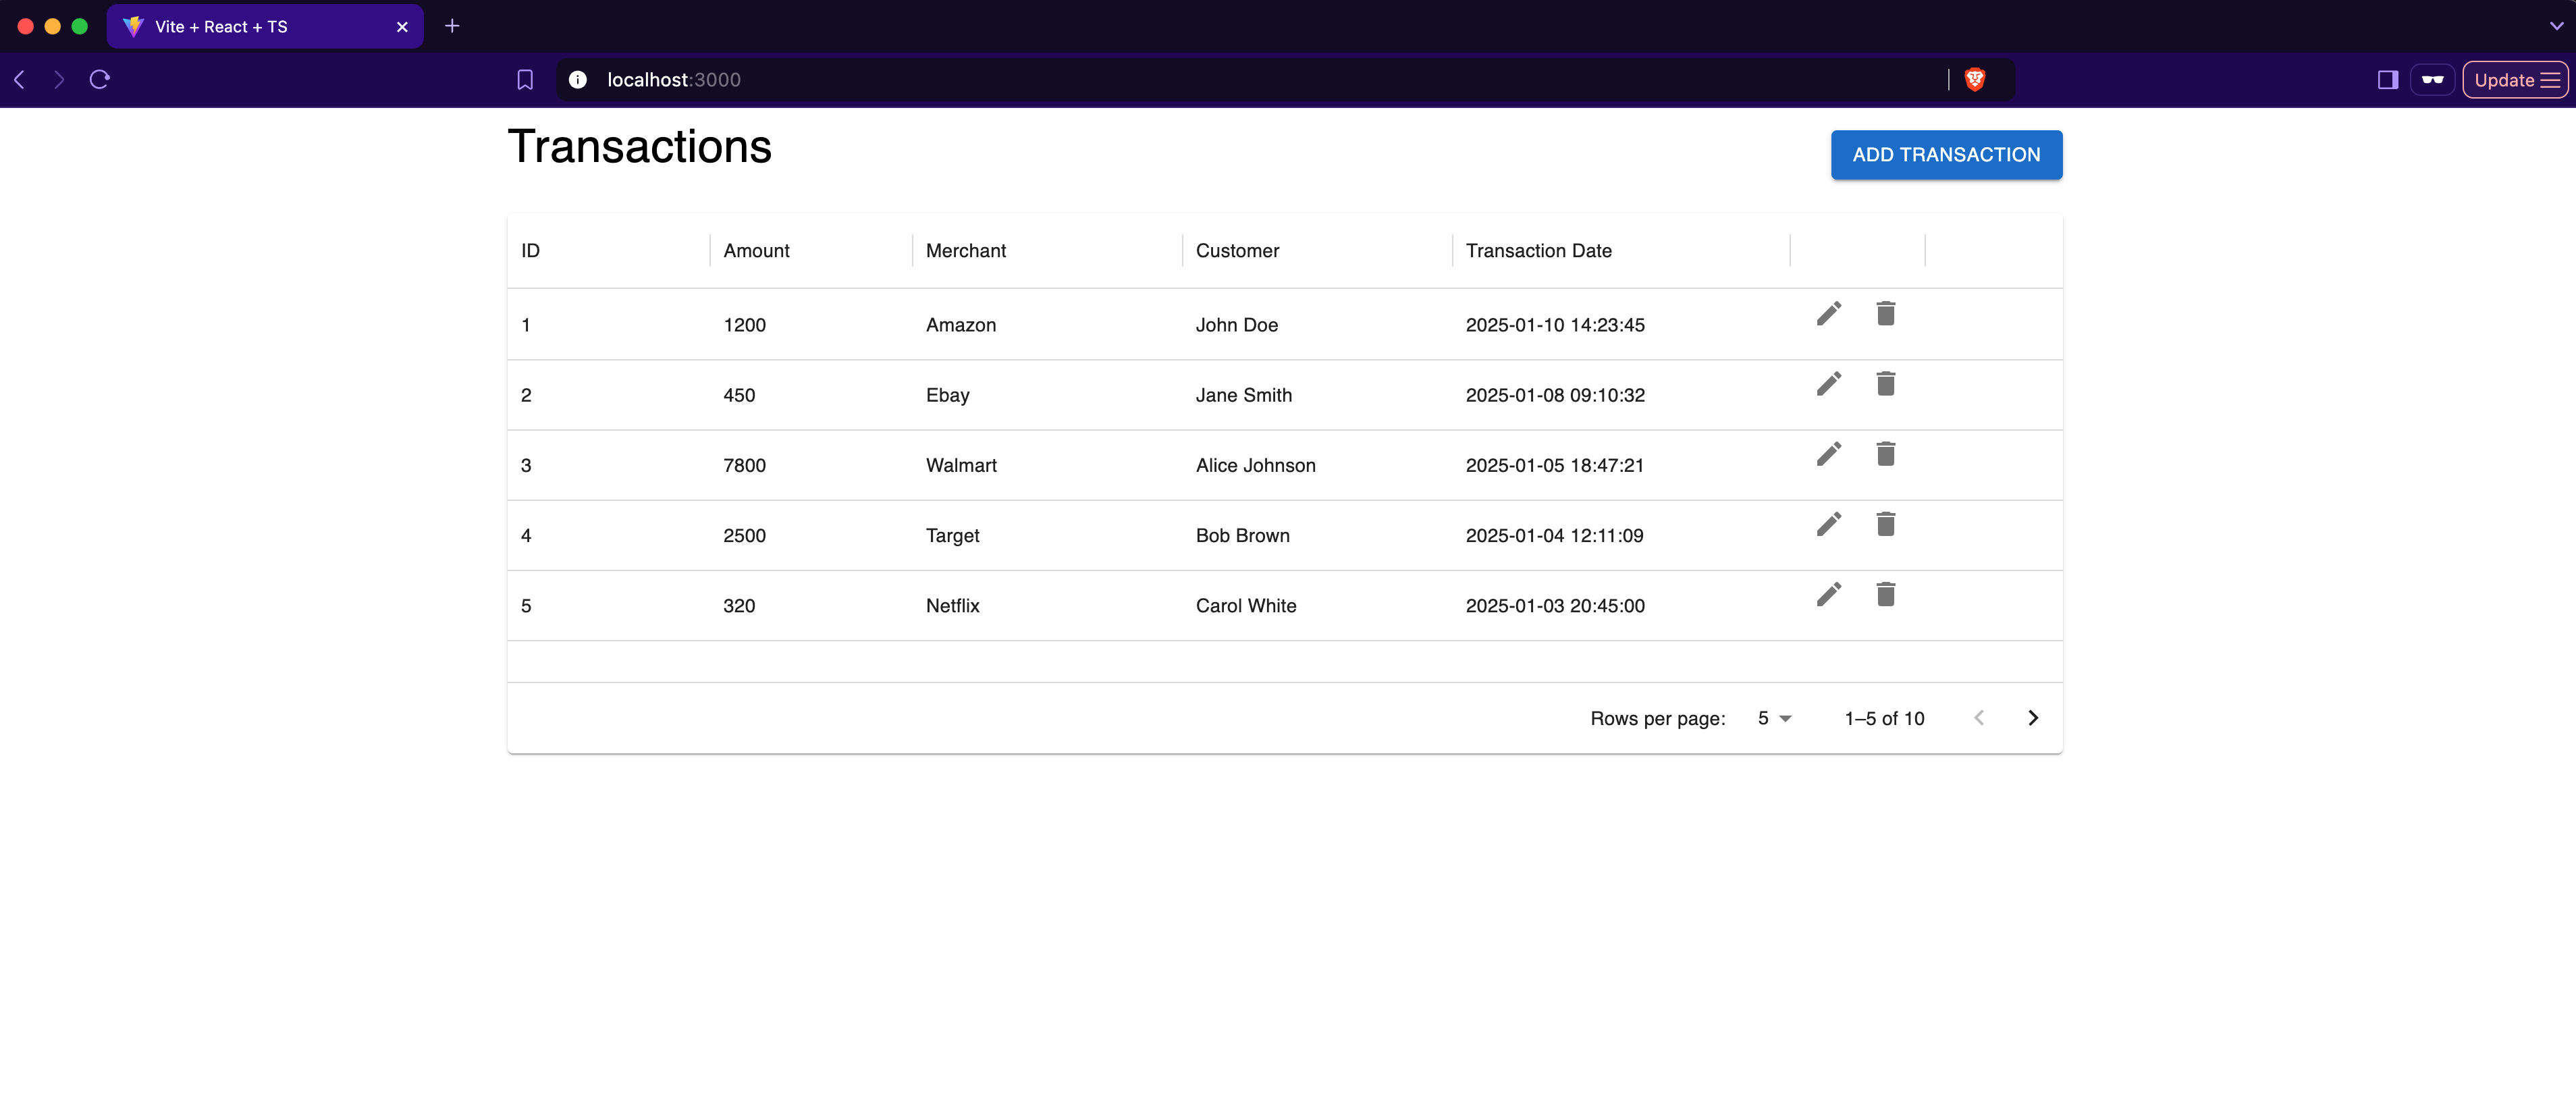 Vite + React + TS
localhost:3000
Update
Transactions
ADD TRANSACTION
ID Amount Merchant Customer Transaction Date
1 1200 Amazon John Doe 2025-01-10 14:23:45
2 450 Ebay Jane Smith 2025-01-08 09:10:32
3 7800 Walmart Alice Johnson 2025-01-05 18:47:21
4 2500 Target Bob Brown 2025-01-04 12:11:09
5 320 Netflix Carol White 2025-01-03 20:45:00
Rows per page: 5 1–5 of 10